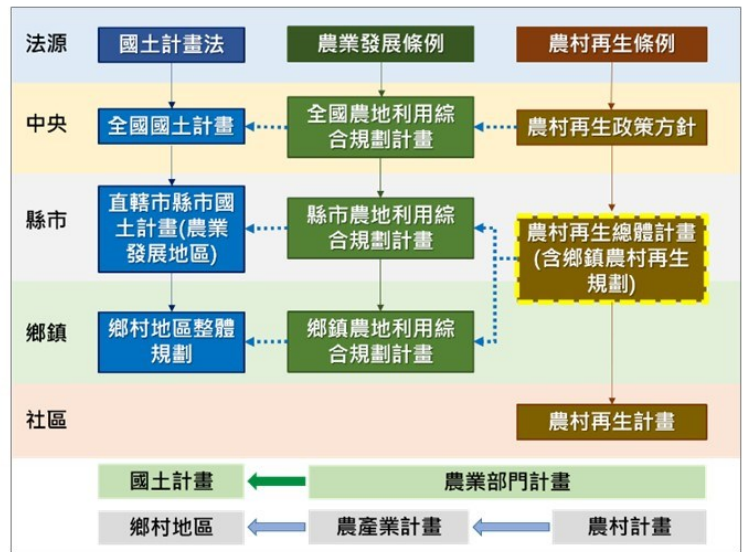 法源
國土計畫法
農業發展條例
農村再生條例
中央
全國國土計畫
全國農地利用綜
合規劃計畫
農村再生政策方針
縣市
直轄市縣市國
土計畫(農業
發展地區)
縣市農地利用綜
合規劃計畫
農村再生總體計畫
(含鄉鎮農村再生
規劃)
鄉鎮
鄉村地區整體
規劃
鄉鎮農地利用綜
合規劃計畫
社區
農村再生計畫
國土計畫
農業部門計畫
鄉村地區
農產業計畫
農村計畫